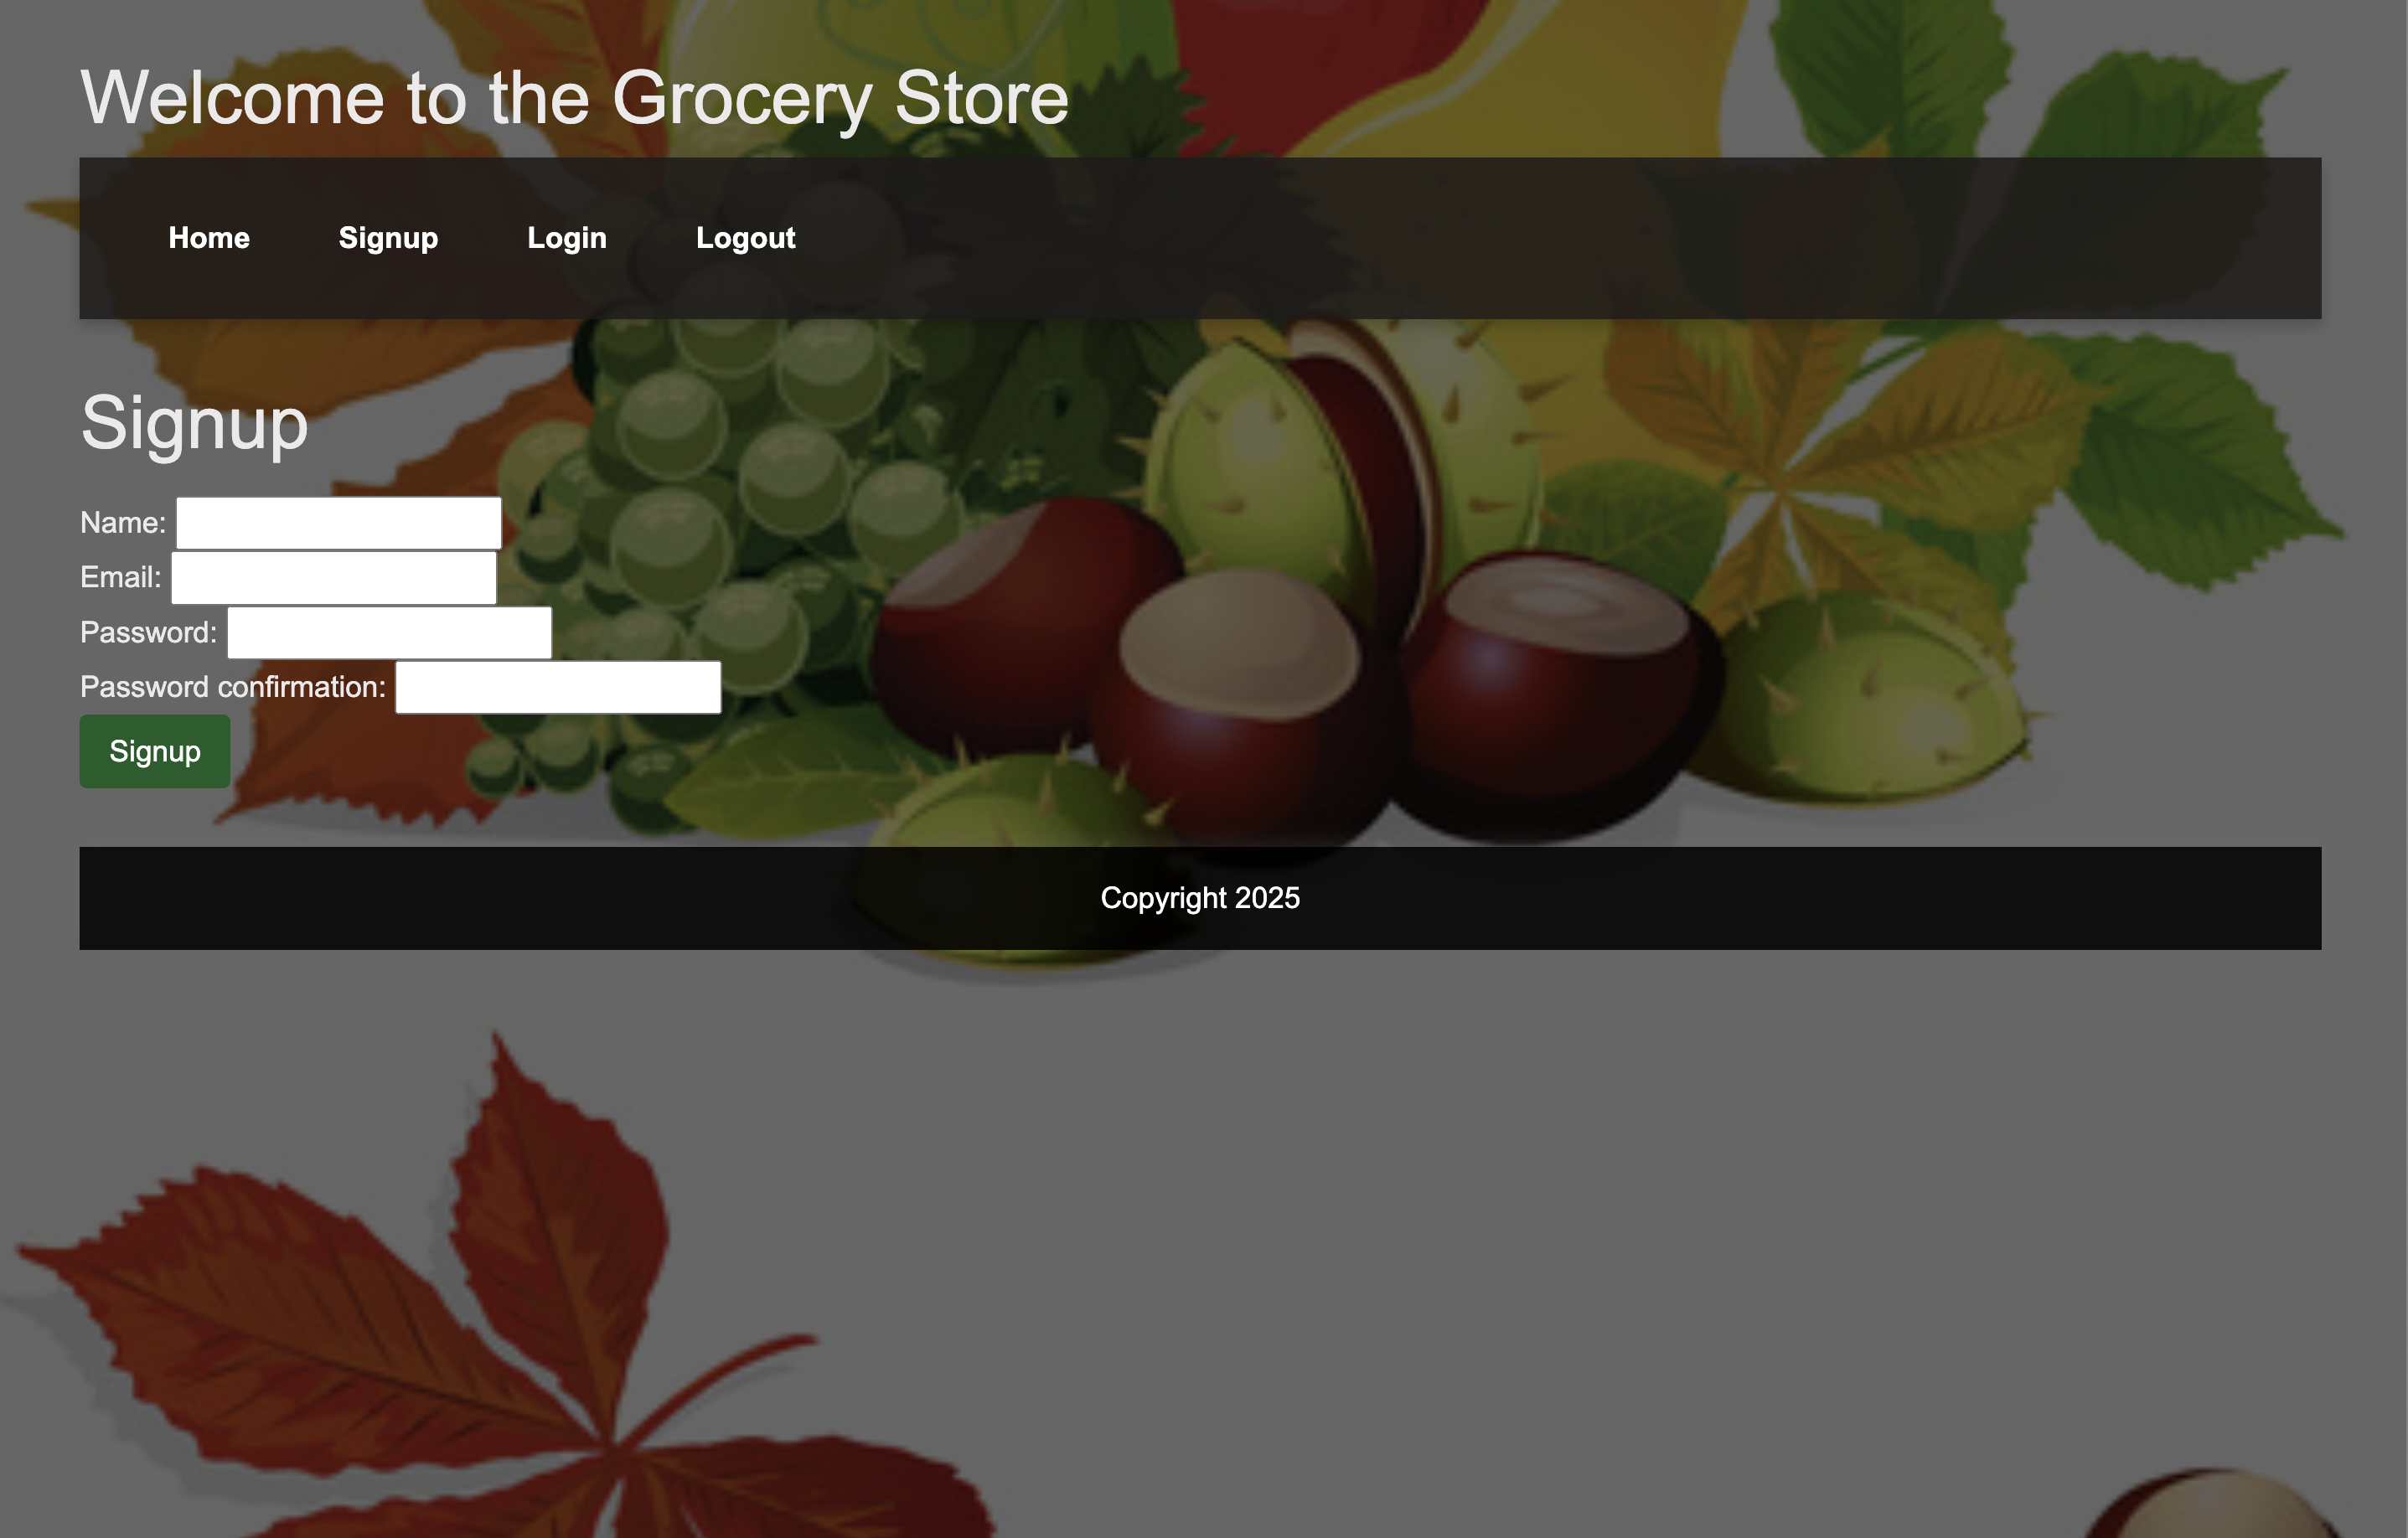 Welcome to the Grocery Store
Home Signup Login Logout
Signup
Name:
Email:
Password:
Password confirmation:
Signup
Copyright 2025